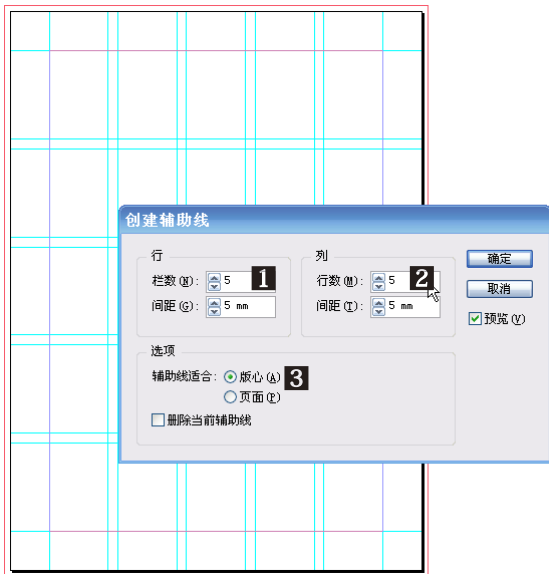 创建辅助线
行
栏数(N): 5 1
间距(G): 5 mm
列
行数(M): 5 2
间距(T): 5 mm
确定
取消
预览(V)
选项
辅助线适合: 版心(A) 3
页面(P)
删除当前辅助线